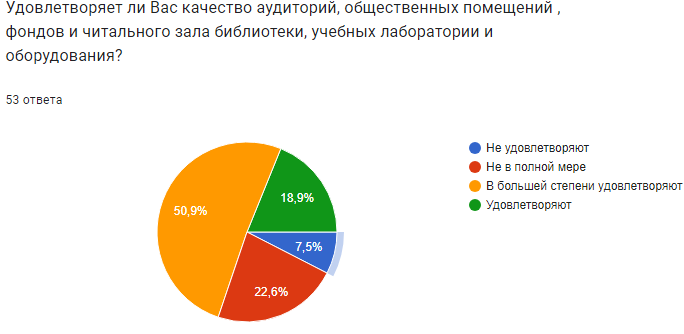 Удовлетворяет ли Вас качество аудиторий, общественных помещений ,
фондов и читального зала библиотеки, учебных лаборатории и
оборудования?
53 ответа
Не удовлетворяют
Не в полной мере
В большей степени удовлетворяют
Удовлетворяют
50,9%
18,9%
7,5%
22,6%